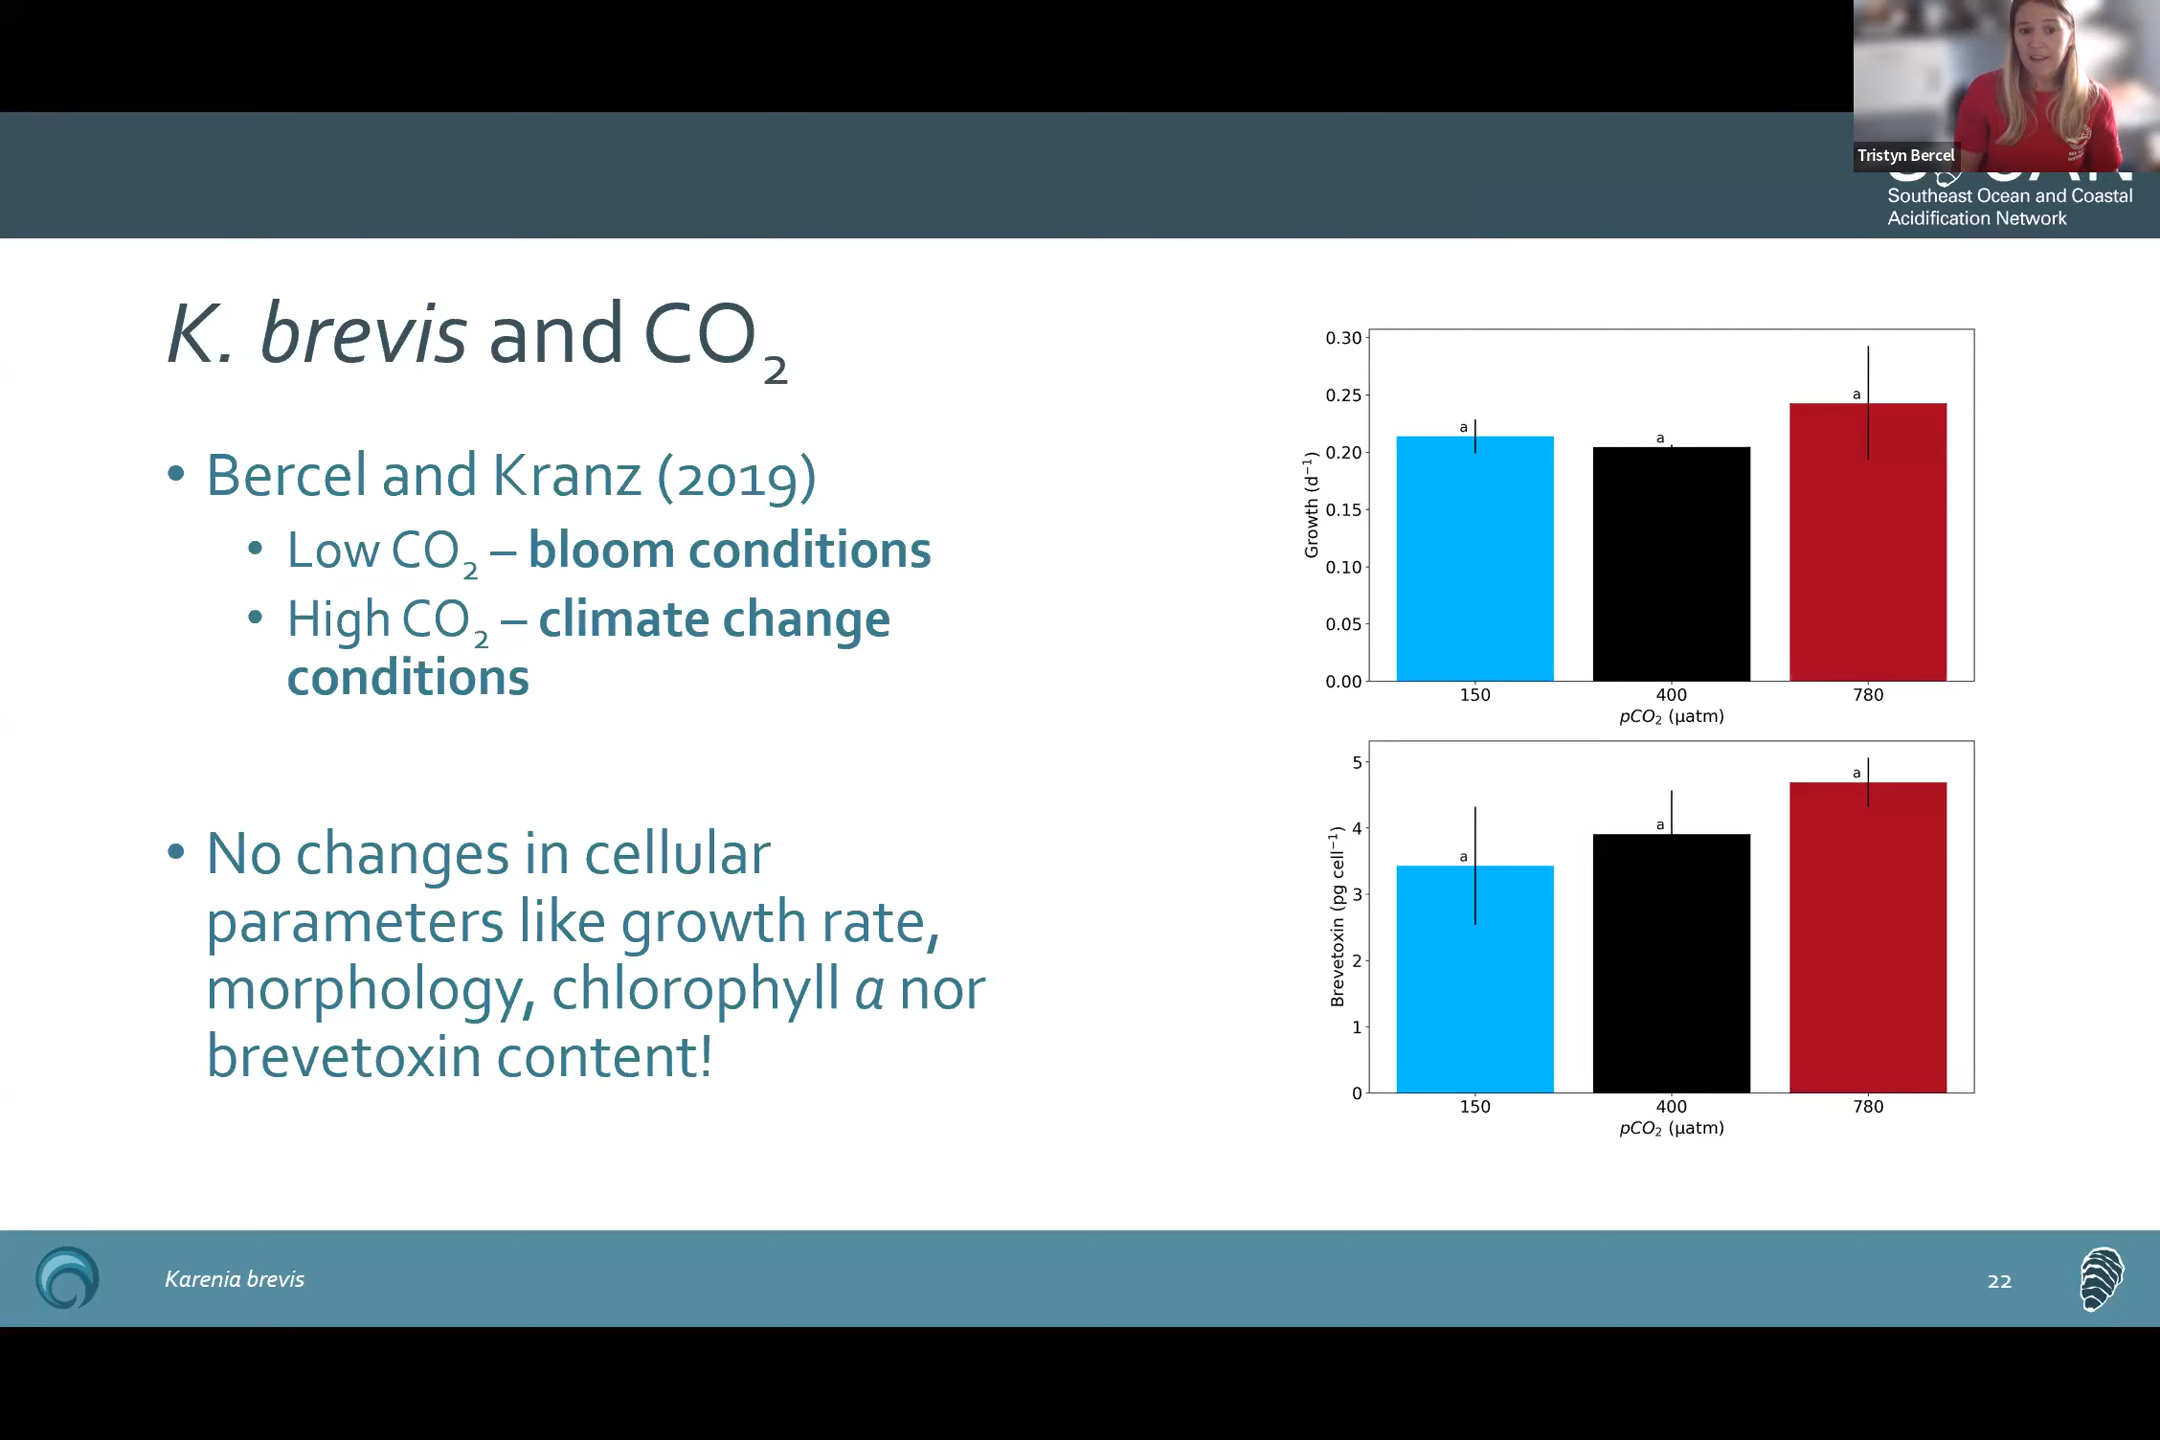 Tristyn Bercel
Southeast Ocean and Coastal
Acidification Network
K. brevis and CO₂
• Bercel and Kranz (2019)
• Low CO₂ – bloom conditions
• High CO₂ – climate change
conditions
• No changes in cellular
parameters like growth rate,
morphology, chlorophyll a nor
brevetoxin content!
Growth (d⁻¹)
0.30
0.25
0.20
0.15
0.10
0.05
0.00
a
a
a
150 400 780
pCO₂ (μatm)
Brevetoxin (pg cell⁻¹)
5
4
3
2
1
0
a
a
a
150 400 780
pCO₂ (μatm)
Karenia brevis
22